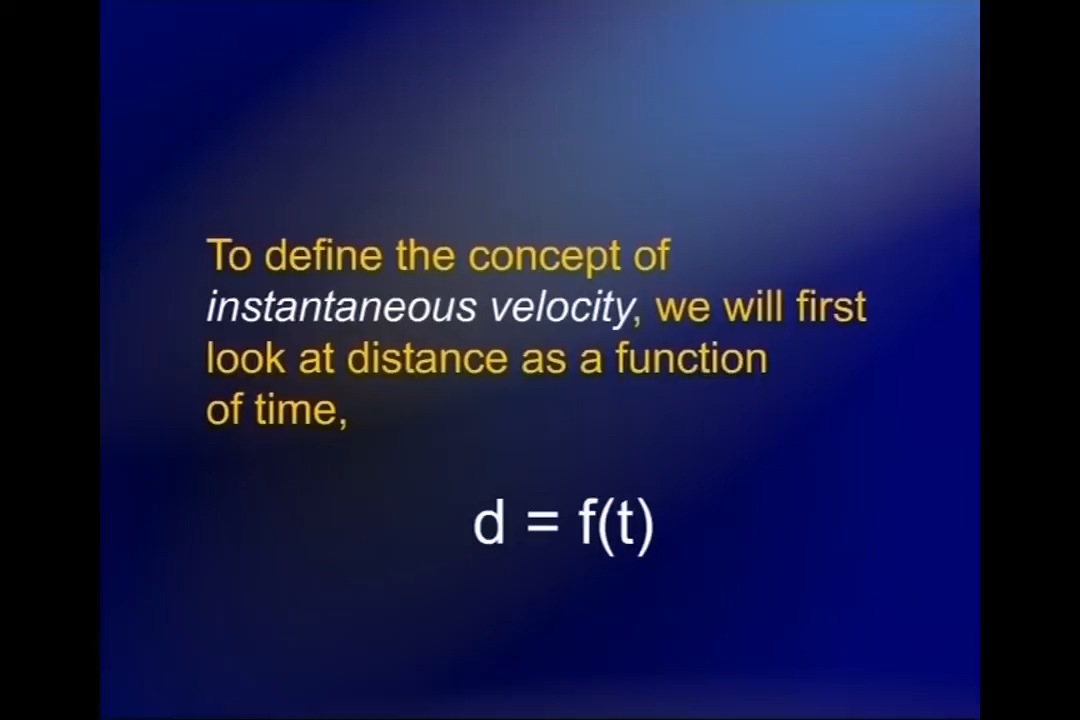 To define the concept of
instantaneous velocity, we will first
look at distance as a function
of time,
d = f(t)